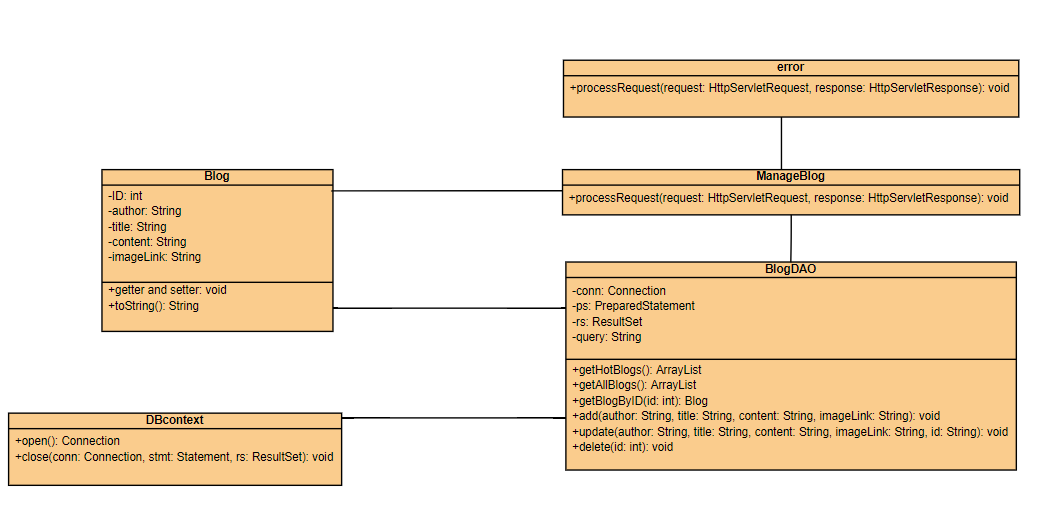 error
+processRequest(request: HttpServletRequest, response: HttpServletResponse): void
Blog
-ID: int
-author: String
-title: String
-content: String
-imageLink: String
+getter and setter: void
+toString(): String
ManageBlog
+processRequest(request: HttpServletRequest, response: HttpServletResponse): void
BlogDAO
-conn: Connection
-ps: PreparedStatement
-rs: ResultSet
-query: String
+getHotBlogs(): ArrayList
+getAllBlogs(): ArrayList
+getBlogByID(id: int): Blog
+add(author: String, title: String, content: String, imageLink: String): void
+update(author: String, title: String, content: String, imageLink: String, id: String): void
+delete(id: int): void
DBcontext
+open(): Connection
+close(conn: Connection, stmt: Statement, rs: ResultSet): void